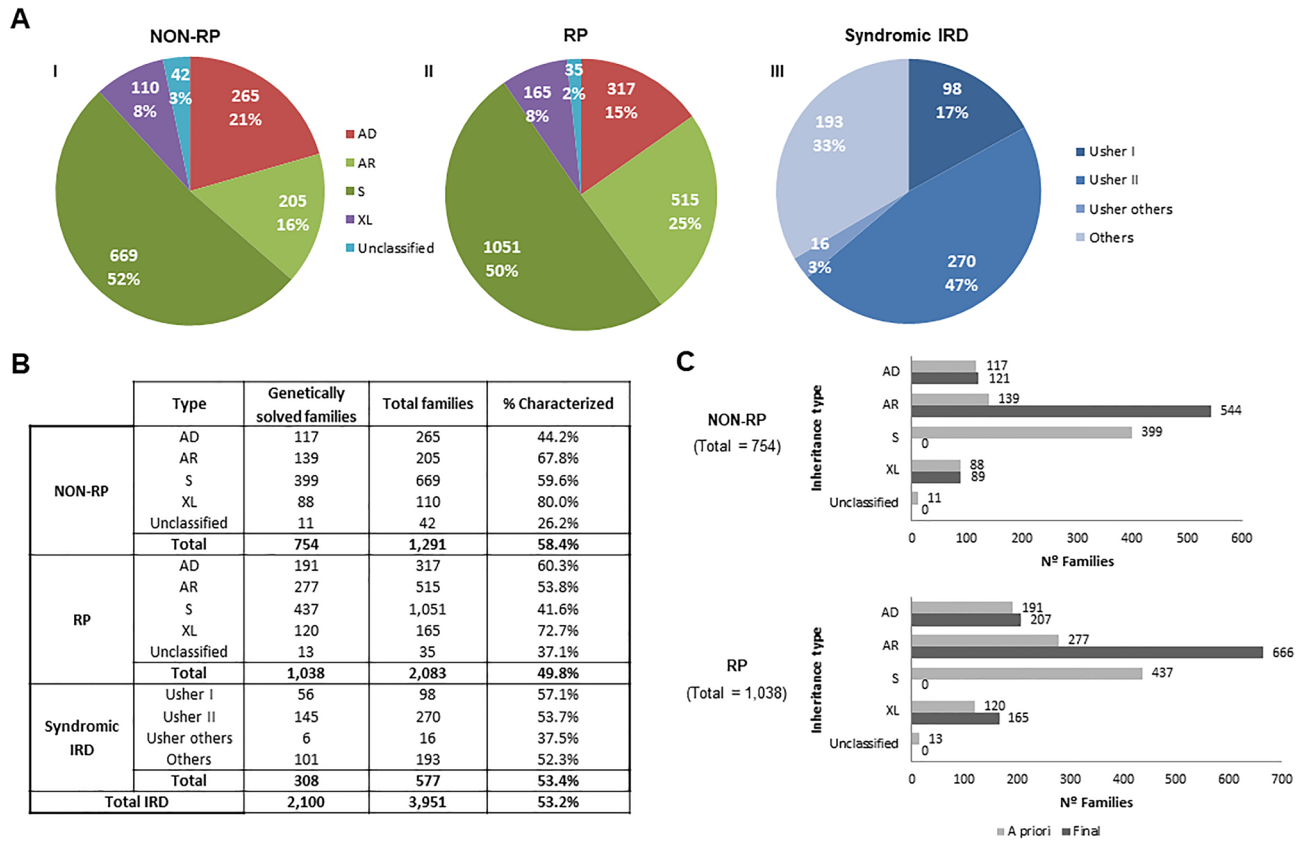 A
NON-RP
RP
Syndromic IRD
I
42
3%
265
21%
205
16%
669
52%
110
8%
AD
AR
S
XL
Unclassified
II
35
2%
317
15%
515
25%
1051
50%
165
8%
III
98
17%
270
47%
16
3%
193
33%
Usher I
Usher II
Usher others
Others
B
Type Genetically solved families Total families % Characterized
NON-RP
AD 117 265 44.2%
AR 139 205 67.8%
S 399 669 59.6%
XL 88 110 80.0%
Unclassified 11 42 26.2%
Total 754 1,291 58.4%
RP
AD 191 317 60.3%
AR 277 515 53.8%
S 437 1,051 41.6%
XL 120 165 72.7%
Unclassified 13 35 37.1%
Total 1,038 2,083 49.8%
Syndromic IRD
Usher I 56 98 57.1%
Usher II 145 270 53.7%
Usher others 6 16 37.5%
Others 101 193 52.3%
Total 308 577 53.4%
Total IRD 2,100 3,951 53.2%
C
NON-RP
(Total = 754)
Inheritance type
AD 117
121
AR 139
544
S 399
0
XL 88
89
Unclassified 11
0
0 100 200 300 400 500 600
Nº Families
RP
(Total = 1,038)
Inheritance type
AD 191
207
AR 277
666
S 437
0
XL 120
165
Unclassified 13
0
0 100 200 300 400 500 600 700
Nº Families
A priori Final